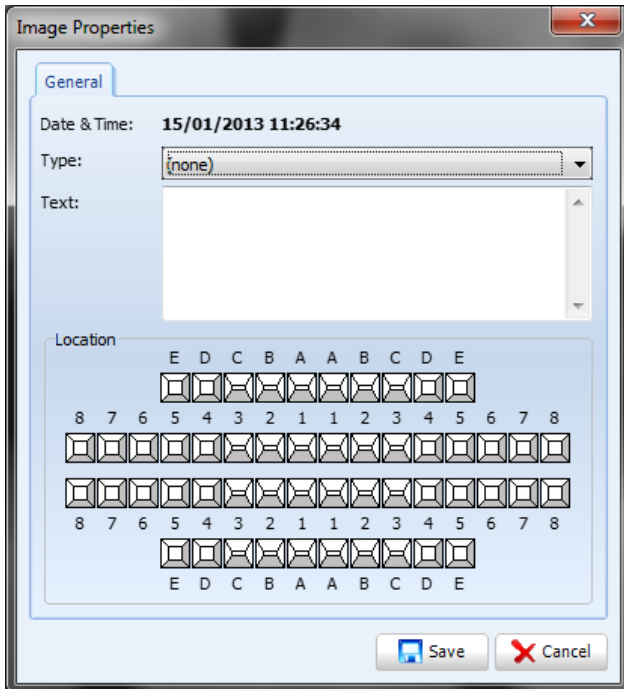 Image Properties
General
Date & Time: 15/01/2013 11:26:34
Type: (none)
Text:
Location
E D C B A A B C D E
8 7 6 5 4 3 2 1 1 2 3 4 5 6 7 8
8 7 6 5 4 3 2 1 1 2 3 4 5 6 7 8
E D C B A A B C D E
Save Cancel